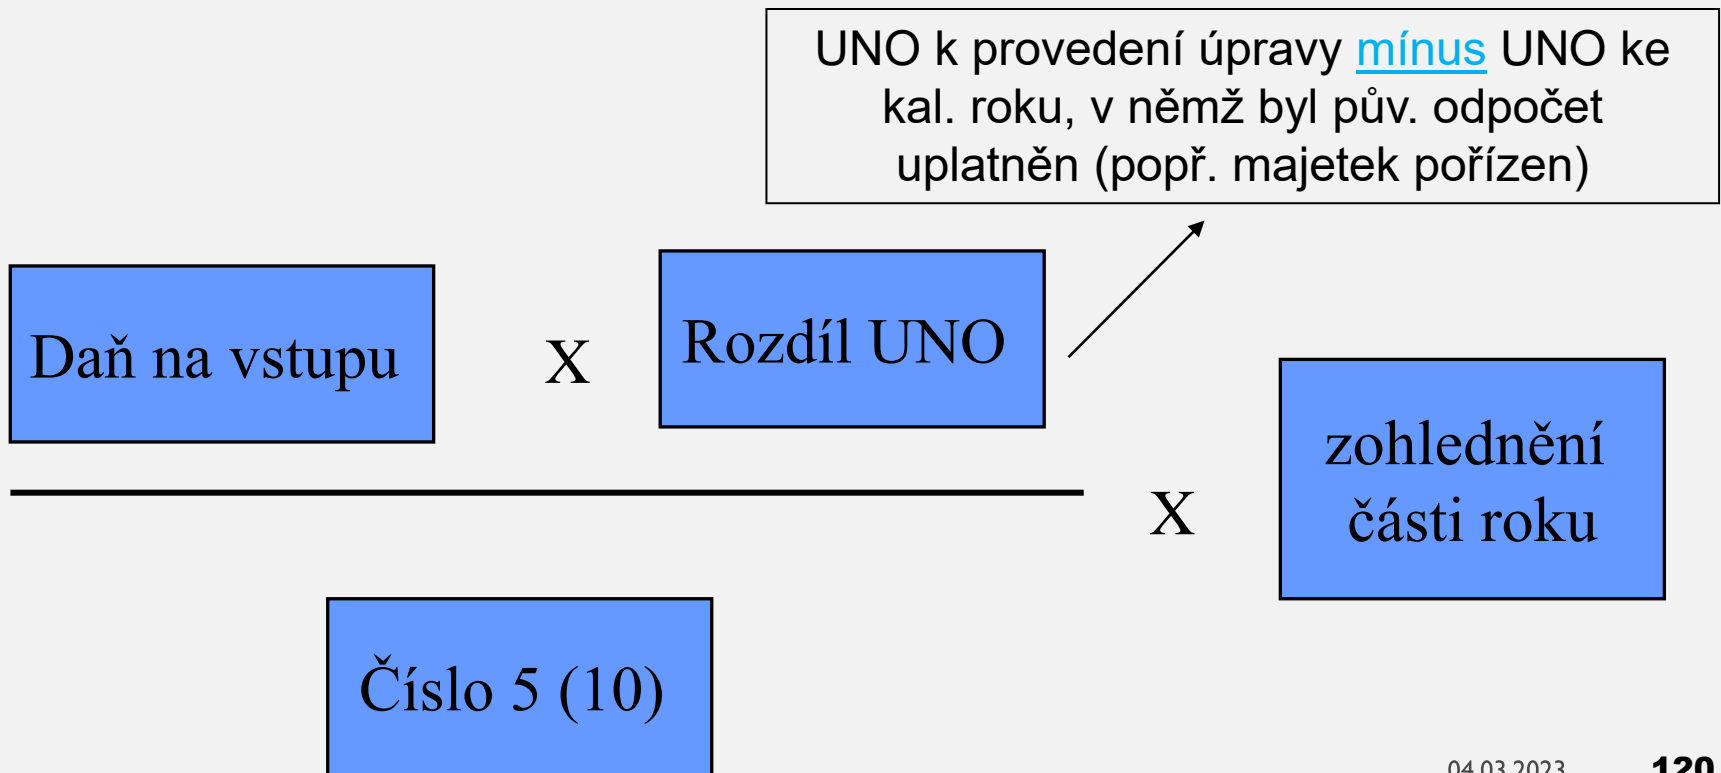 UNO k provedení úpravy mínus UNO ke
kal. roku, v němž byl pův. odpočet
uplatněn (popř. majetek pořízen)
Daň na vstupu
X
Rozdíl UNO
X
zohlednění
části roku
Číslo 5 (10)
04.03.2023
120